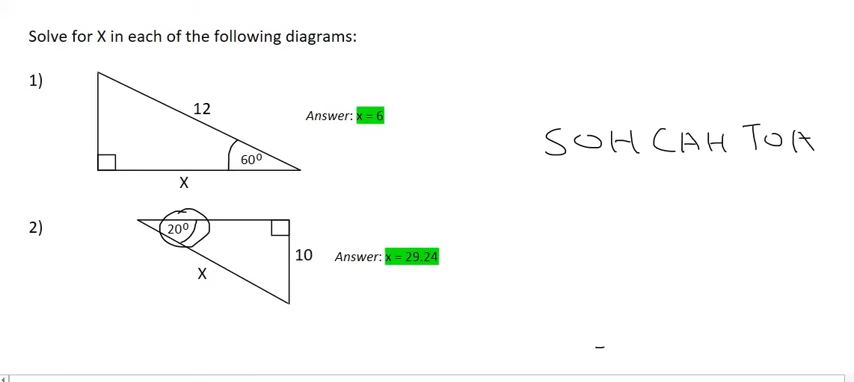 Solve for X in each of the following diagrams:
1)
12
Answer: x = 6
60⁰
X
SOH CAH TOA
2)
20⁰
10
Answer: x = 29.24
X